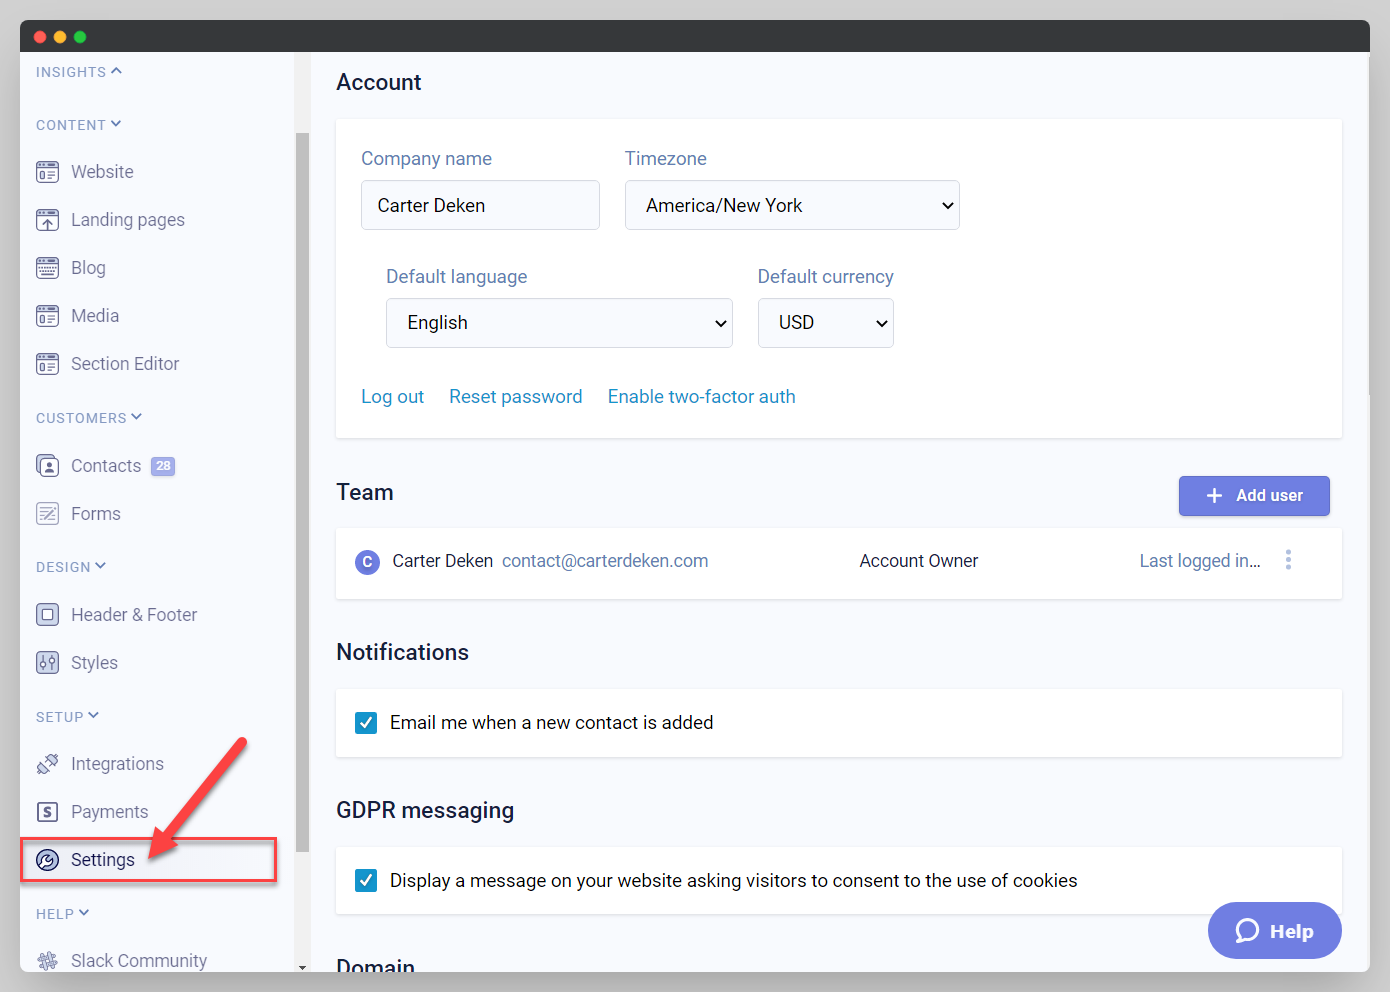 INSIGHTS
CONTENT
Website
Landing pages
Blog
Media
Section Editor
CUSTOMERS
Contacts 28
Forms
DESIGN
Header & Footer
Styles
SETUP
Integrations
S Payments
Settings
HELP
Slack Community
Account
Company name Timezone
Carter Deken America/New York
Default language Default currency
English USD
Log out Reset password Enable two-factor auth
Team + Add user
C Carter Deken contact@carterdeken.com Account Owner Last logged in...
Notifications
Email me when a new contact is added
GDPR messaging
Display a message on your website asking visitors to consent to the use of cookies
Help
Domain